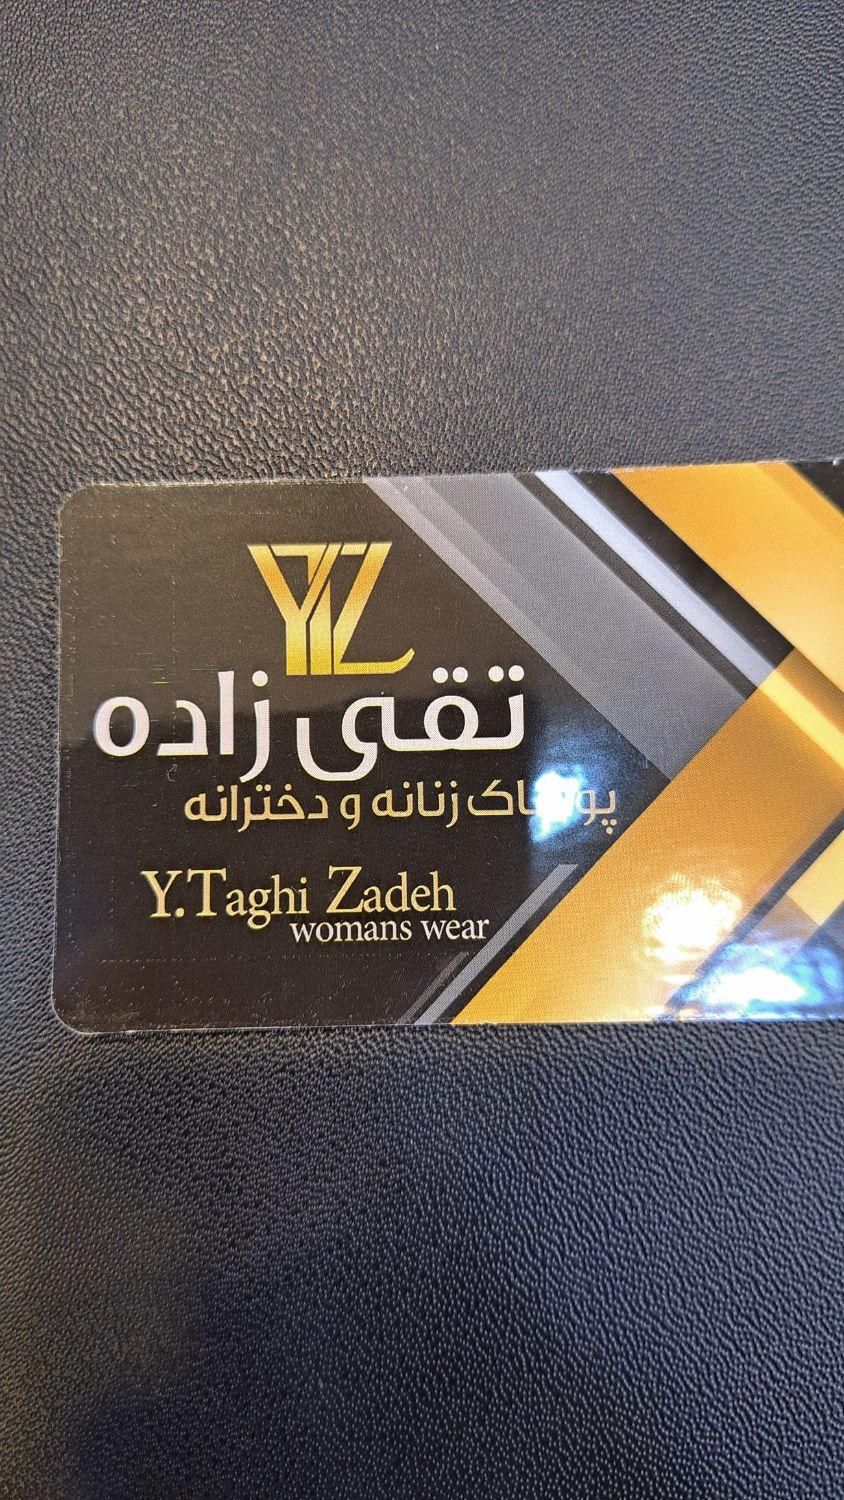 YTZ
تقی زاده
پوشاک زنانه و دخترانه
Y.Taghi Zadeh
womans wear